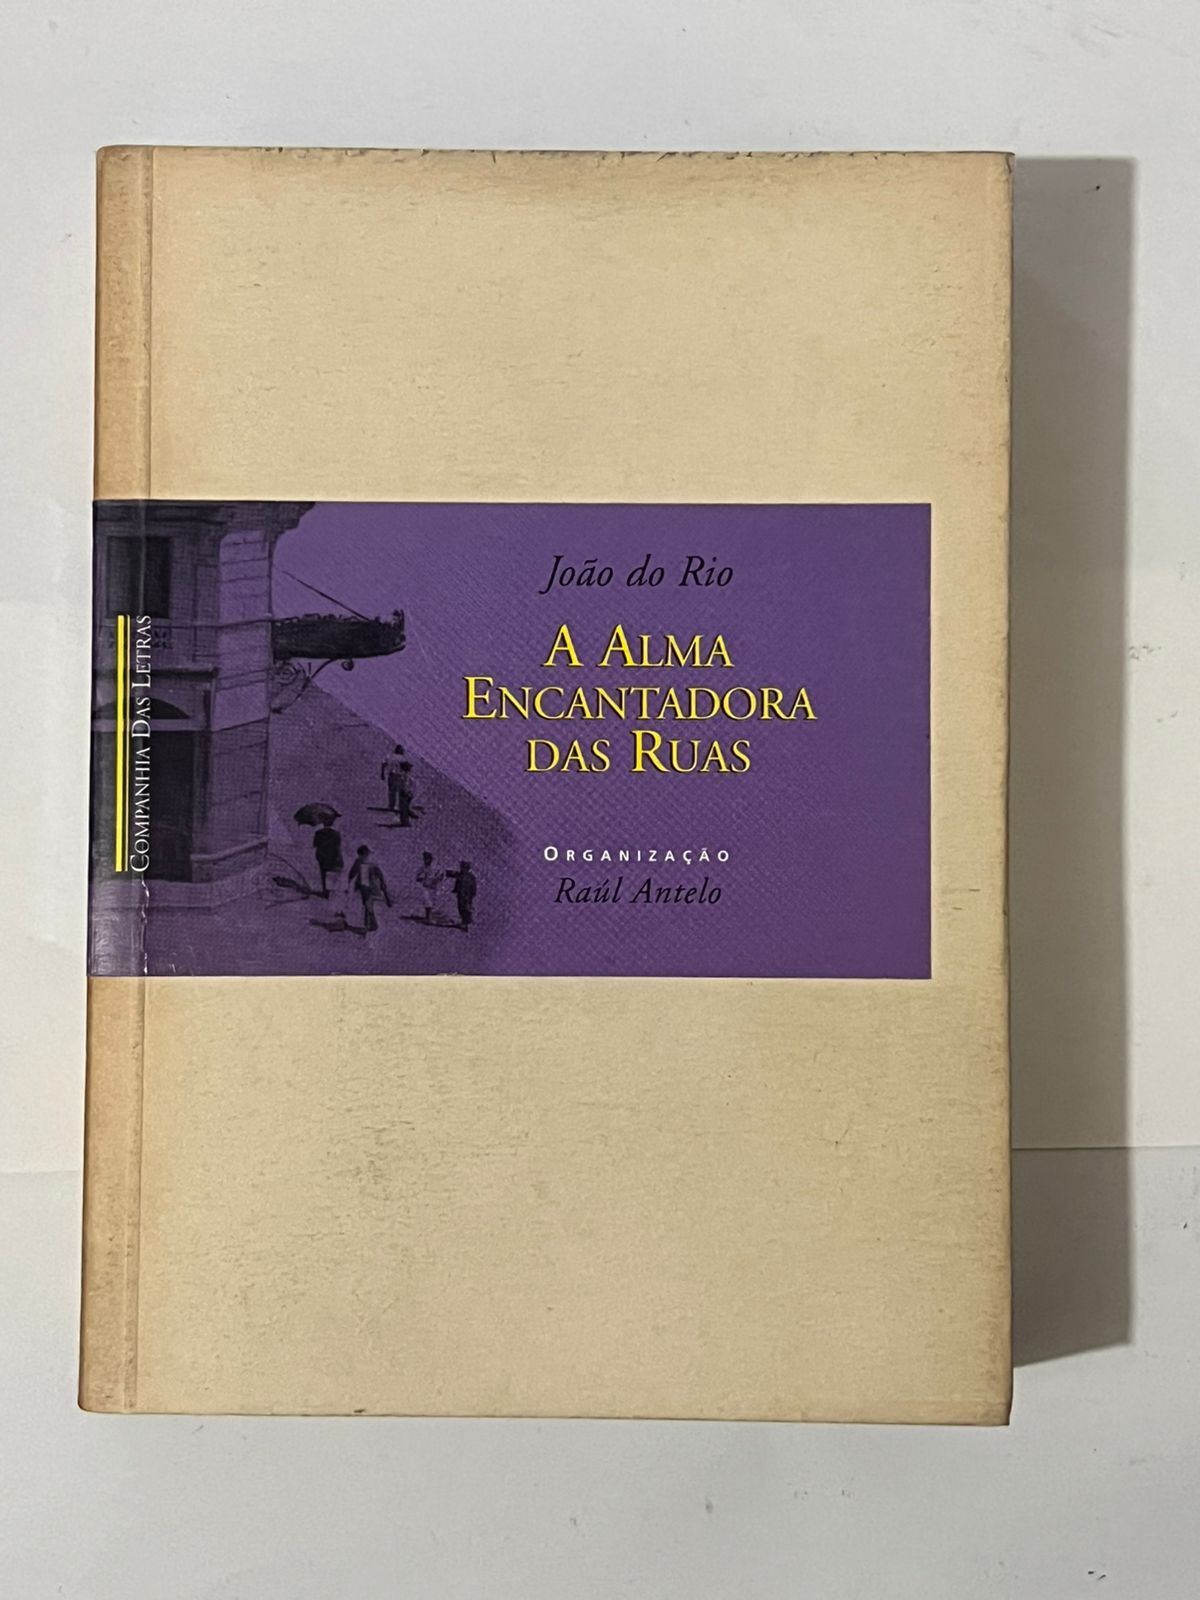 João do Rio
A ALMA
ENCANTADORA
DAS RUAS
ORGANIZAÇÃO
Raúl Antelo
COMPANHIA DAS LETRAS